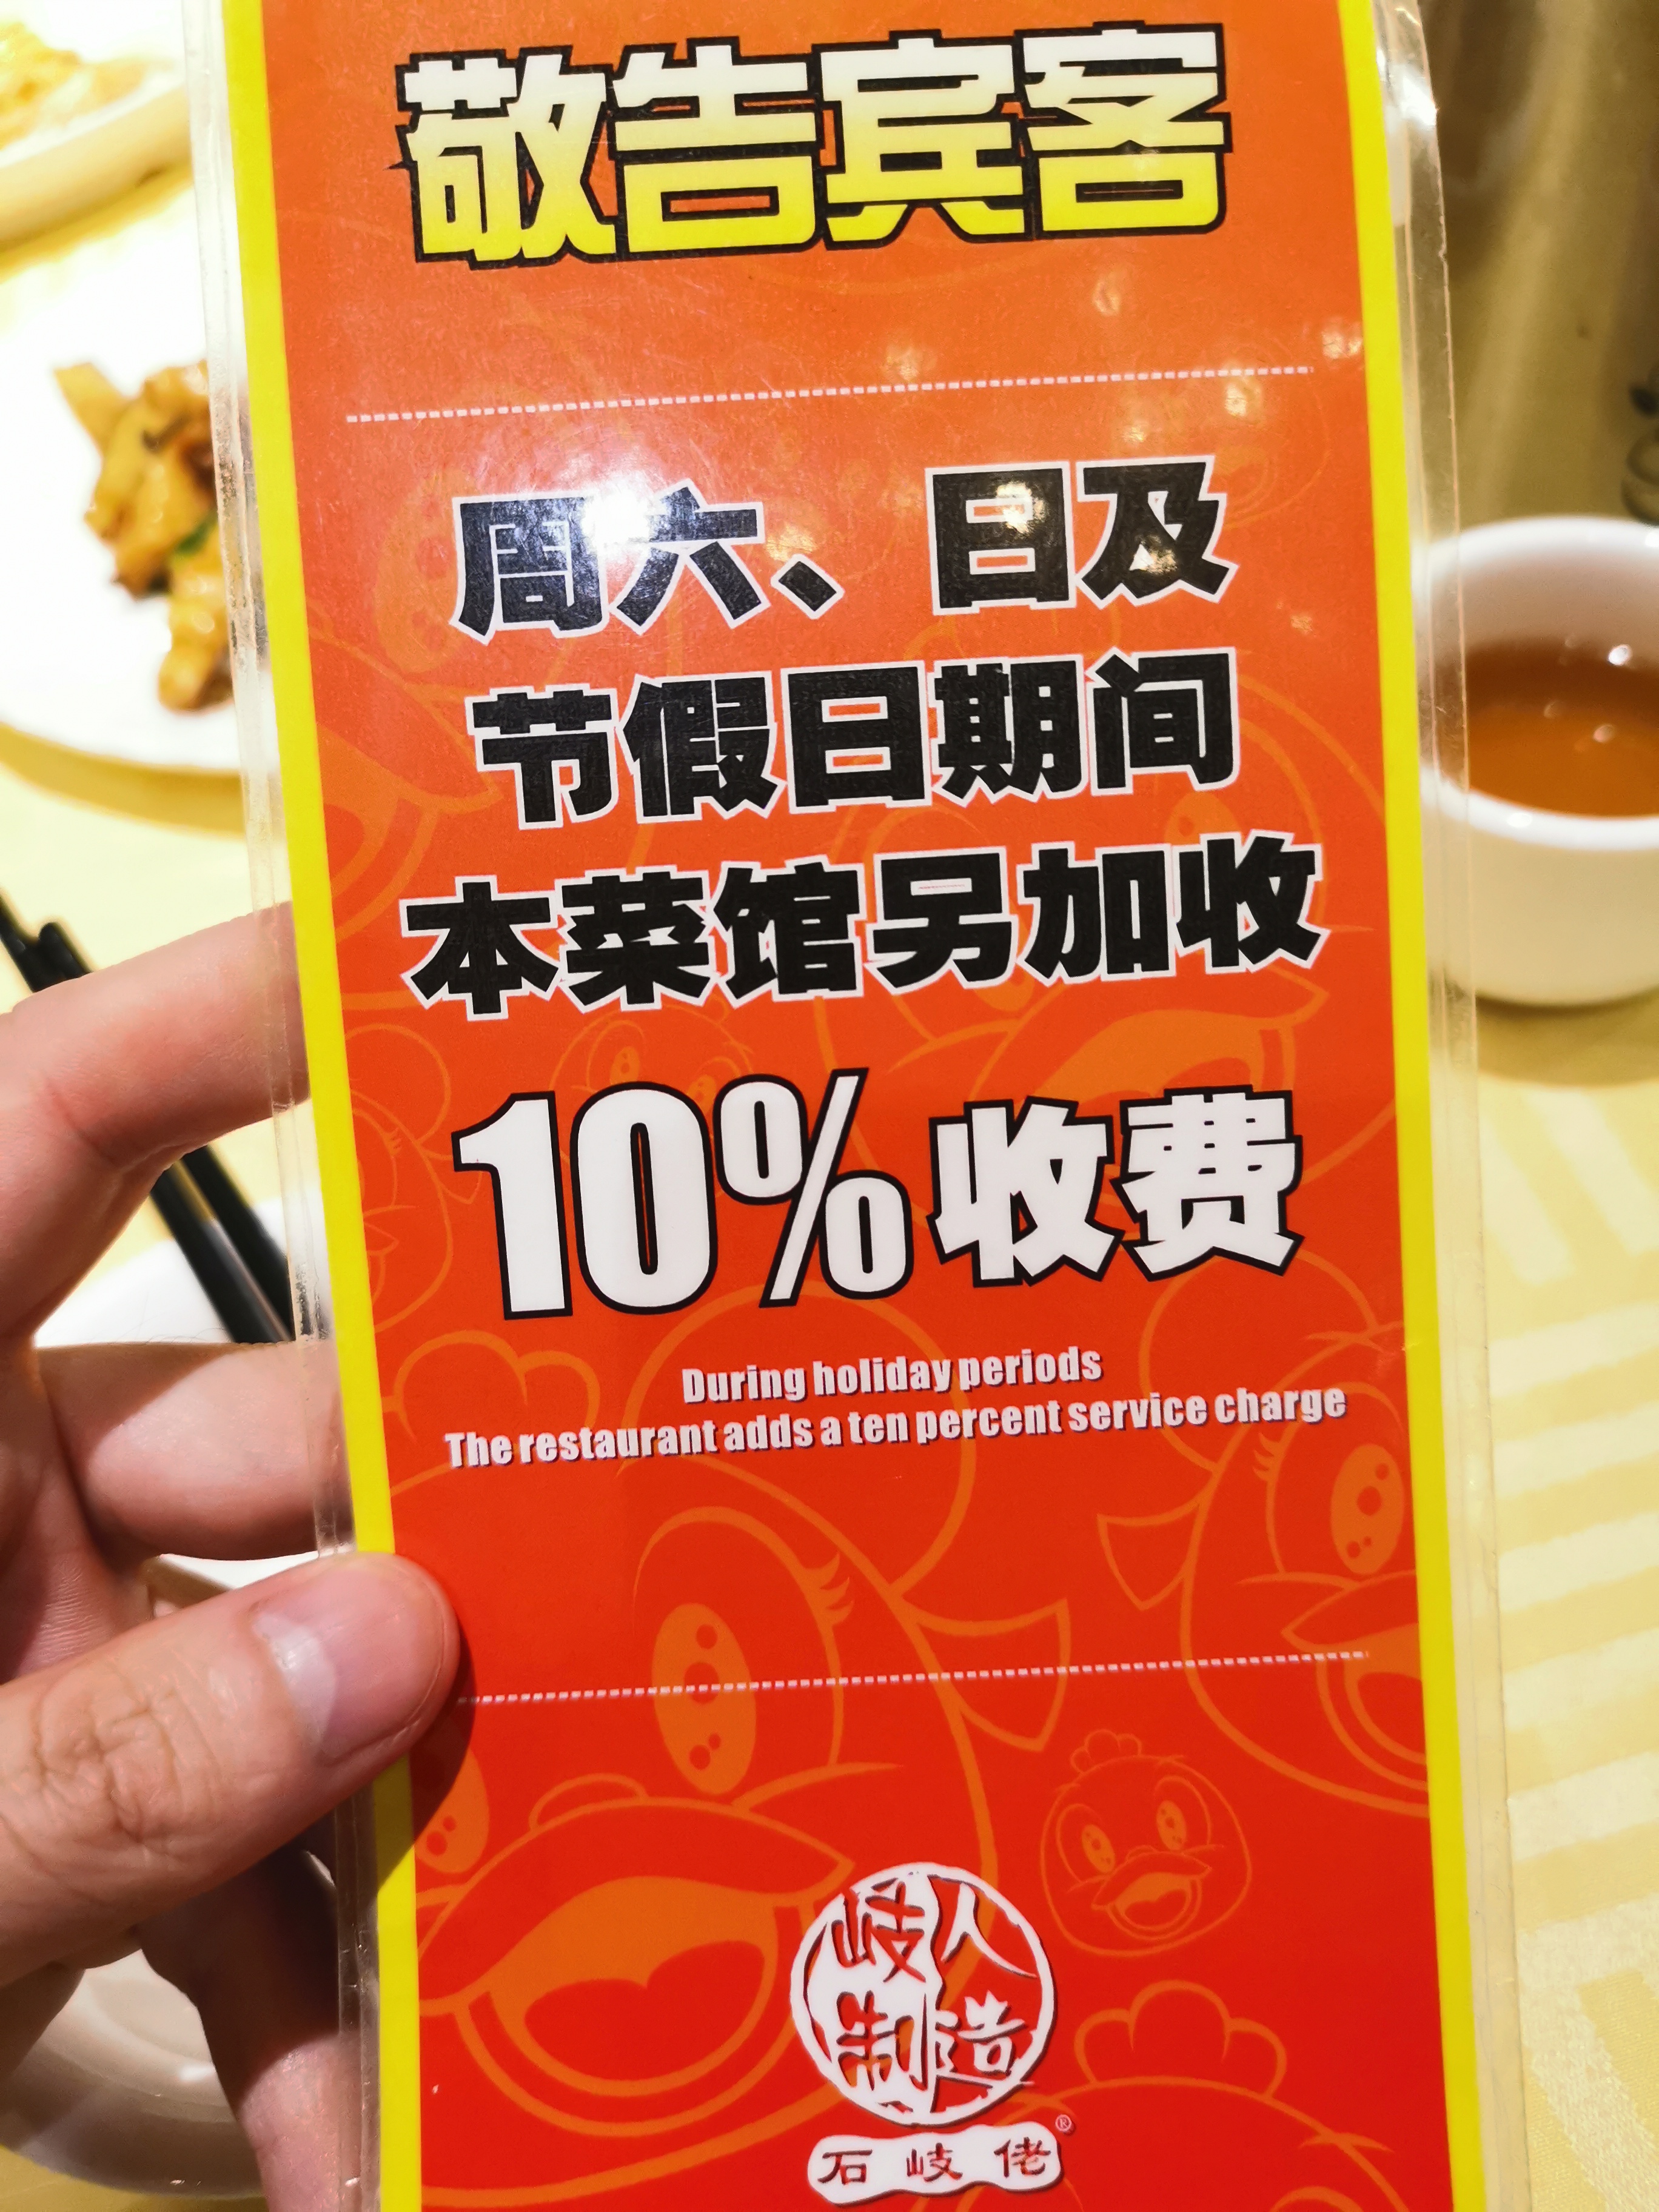 敬告宾客
周六、日及
节假日期间
本菜馆另加收
10%收费
During holiday periods
The restaurant adds a ten percent service charge
岐人
制造
石岐佬®